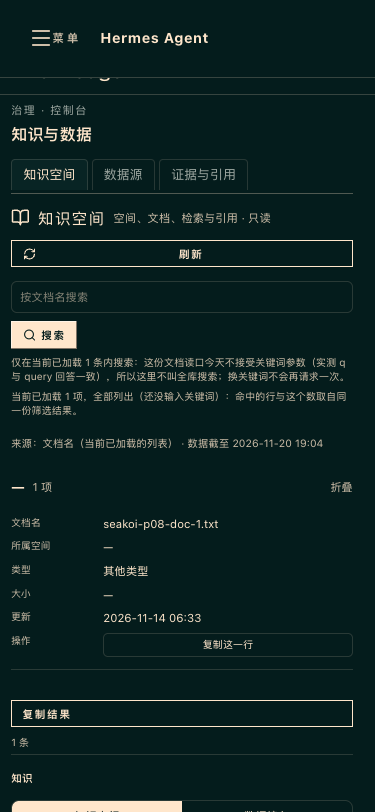 菜单 Hermes Agent
治理 · 控制台
知识与数据
知识空间 数据源 证据与引用
知识空间 空间、文档、检索与引用 · 只读
刷新
按文档名搜索
搜索
仅在当前已加载 1 条内搜索：这份文档读口今天不接受关键词参数（实测 q
与 query 回答一致），所以这里不叫全库搜索；换关键词不会再请求一次。
当前已加载 1 项，全部列出（还没输入关键词）：命中的行与这个数取自同
一份筛选结果。
来源：文档名（当前已加载的列表） · 数据截至 2026-11-20 19:04
1 项 折叠
文档名 seakoi-p08-doc-1.txt
所属空间 —
类型 其他类型
大小 —
更新 2026-11-14 06:33
操作 复制这一行
复制结果
1 条
知识